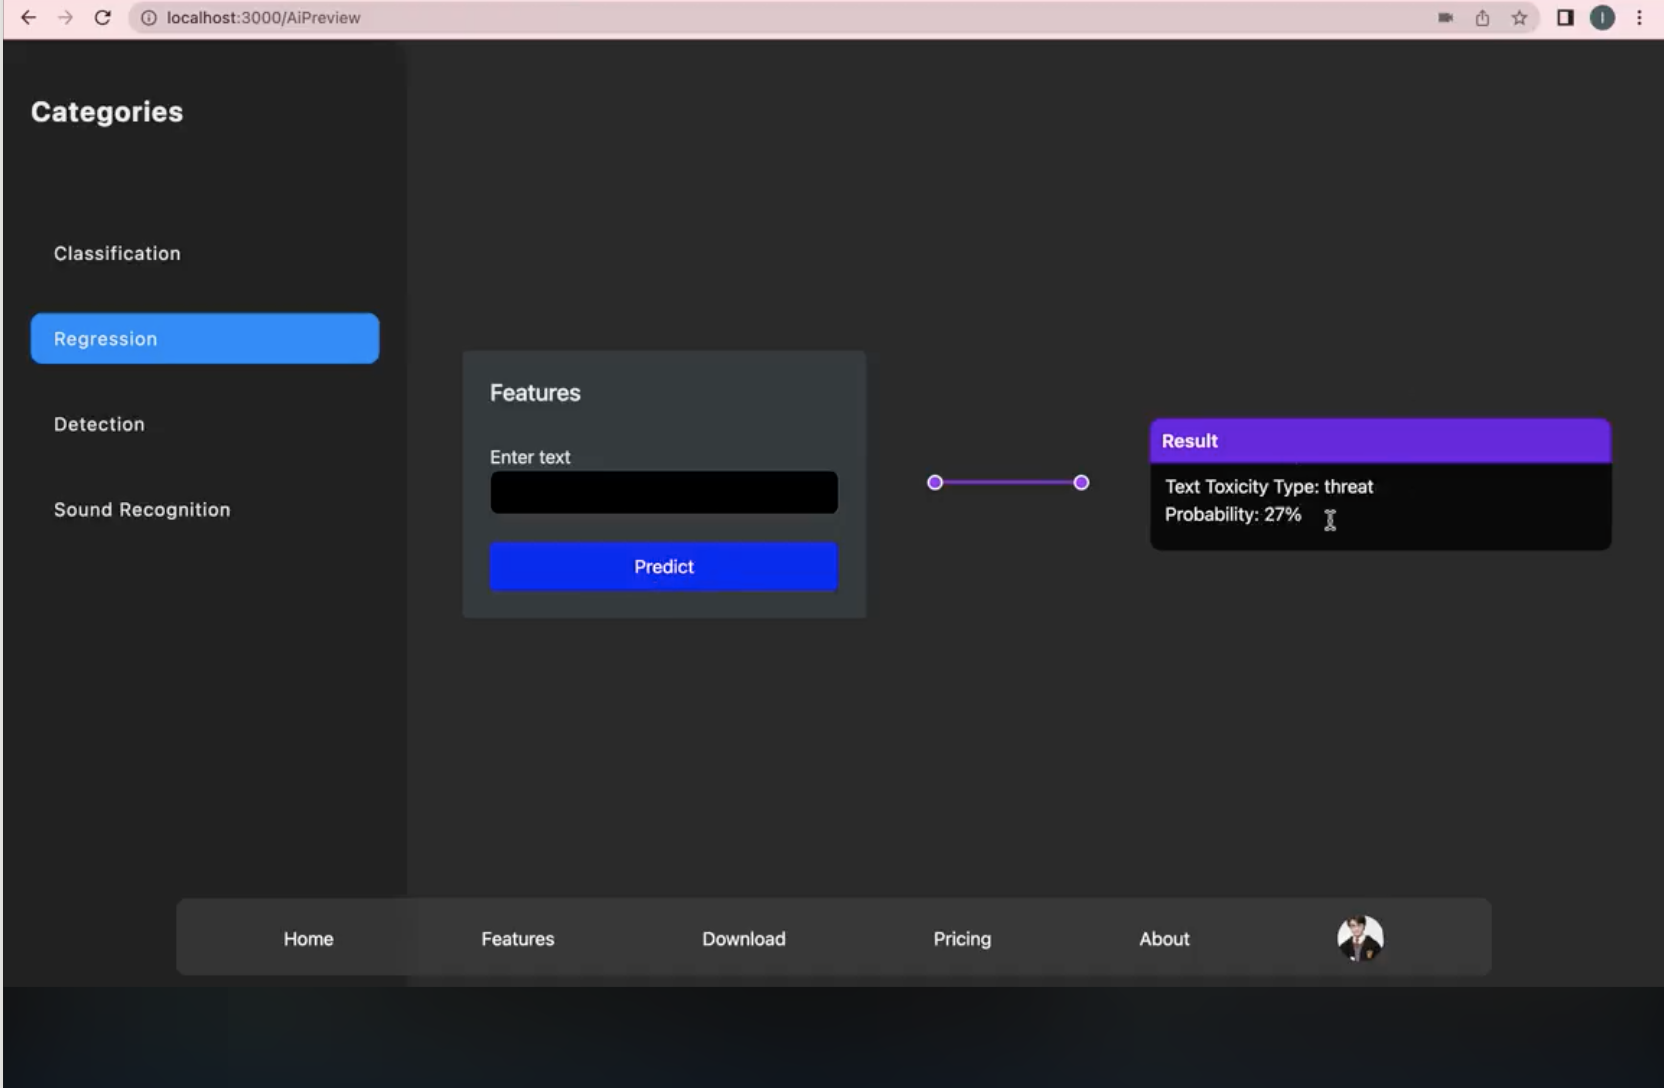 localhost:3000/AiPreview
I
Categories
Classification
Regression
Detection
Sound Recognition
Features
Enter text
Predict
Result
Text Toxicity Type: threat
Probability: 27%
Home
Features
Download
Pricing
About